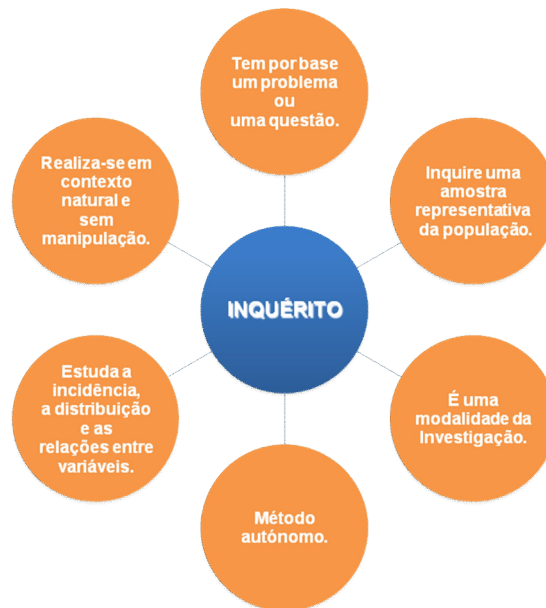 Tem por base
um problema
ou
uma questão.
Inquire uma
amostra
representativa
da população.
É uma
modalidade da
Investigação.
Método
autónomo.
Estuda a
incidência,
a distribuição
e as
relações entre
variáveis.
Realiza-se em
contexto
natural e
sem
manipulação.
INQUÉRITO